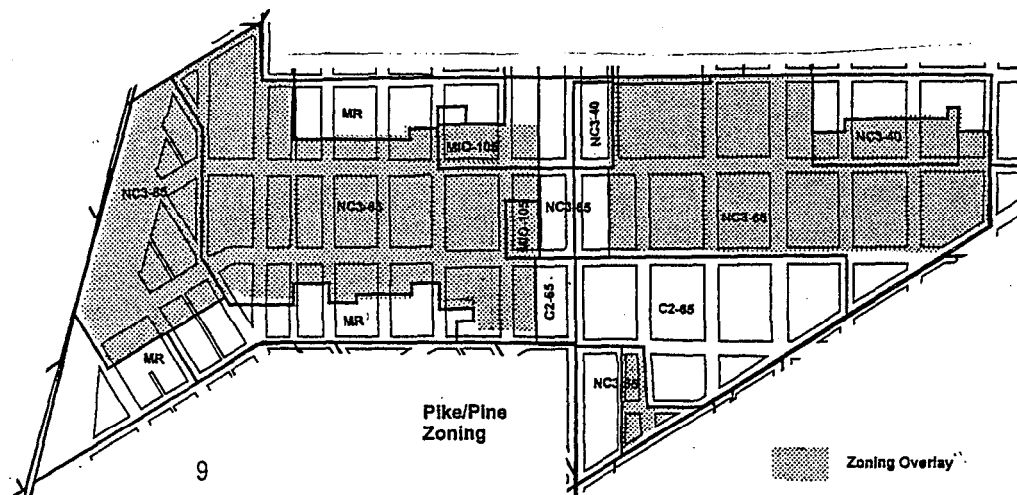 MR
NC3-40
MIO-105
NC3-40
NC3-65
NC3-65
MIO-105
NC3-65
NC3-65
C2-65
C2-65
MR
MR
NC3-65
Pike/Pine
Zoning
Zoning Overlay
9